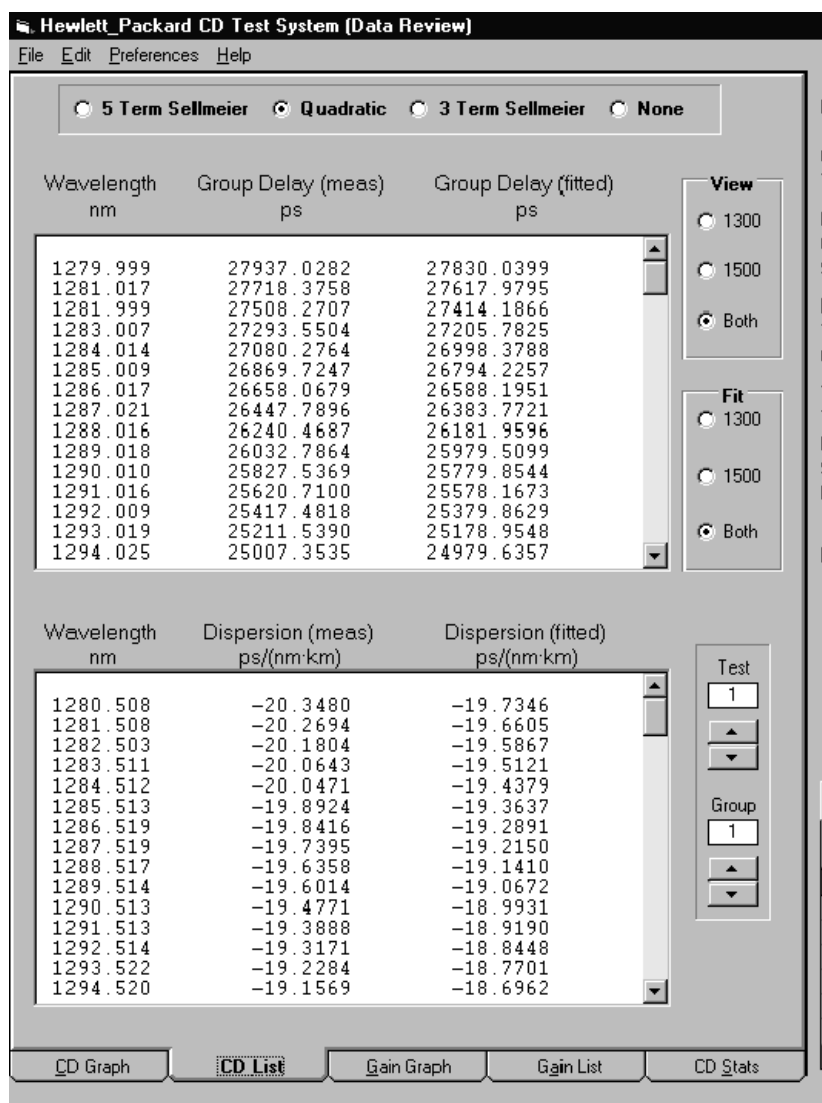 Hewlett_Packard CD Test System (Data Review)
File Edit Preferences Help
5 Term Sellmeier Quadratic 3 Term Sellmeier None
Wavelength Group Delay (meas) Group Delay (fitted)
nm ps ps
1279.999 27937.0282 27830.0399
1281.017 27718.3758 27617.9795
1281.999 27508.2707 27414.1866
1283.007 27293.5504 27205.7825
1284.014 27080.2764 26998.3788
1285.009 26869.7247 26794.2257
1286.017 26658.0679 26588.1951
1287.021 26447.7896 26383.7721
1288.016 26240.4687 26181.9596
1289.018 26032.7864 25979.5099
1290.010 25827.5369 25779.8544
1291.016 25620.7100 25578.1673
1292.009 25417.4818 25379.8629
1293.019 25211.5390 25178.9548
1294.025 25007.3535 24979.6357
View
1300
1500
Both
Fit
1300
1500
Both
Wavelength Dispersion (meas) Dispersion (fitted)
nm ps/(nm·km) ps/(nm·km)
1280.508 −20.3480 −19.7346
1281.508 −20.2694 −19.6605
1282.503 −20.1804 −19.5867
1283.511 −20.0643 −19.5121
1284.512 −20.0471 −19.4379
1285.513 −19.8924 −19.3637
1286.519 −19.8416 −19.2891
1287.519 −19.7395 −19.2150
1288.517 −19.6358 −19.1410
1289.514 −19.6014 −19.0672
1290.513 −19.4771 −18.9931
1291.513 −19.3888 −18.9190
1292.514 −19.3171 −18.8448
1293.522 −19.2284 −18.7701
1294.520 −19.1569 −18.6962
Test
1
Group
1
CD Graph CD List Gain Graph Gain List CD Stats